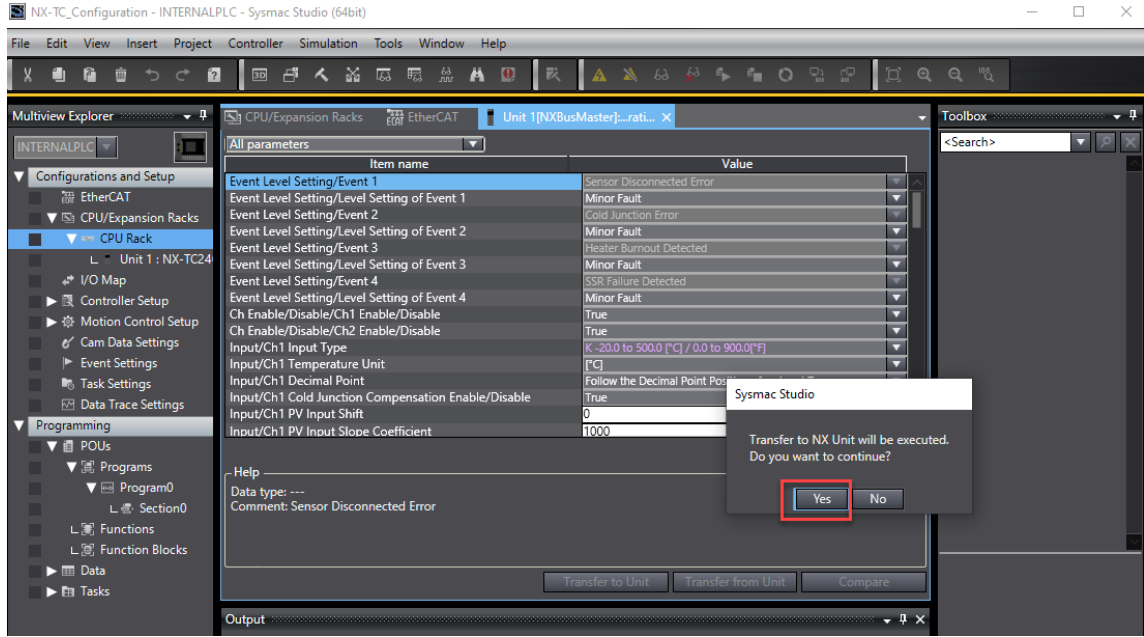 NX-TC_Configuration - INTERNALPLC - Sysmac Studio (64bit)
File Edit View Insert Project Controller Simulation Tools Window Help
Multiview Explorer
INTERNALPLC
Configurations and Setup
EtherCAT
CPU/Expansion Racks
CPU Rack
Unit 1 : NX-TC24
I/O Map
Controller Setup
Motion Control Setup
Cam Data Settings
Event Settings
Task Settings
Data Trace Settings
Programming
POUs
Programs
Program0
Section0
Functions
Function Blocks
Data
Tasks
CPU/Expansion Racks EtherCAT Unit 1[NXBusMaster]:...rati...
All parameters
Item name Value
Event Level Setting/Event 1 Sensor Disconnected Error
Event Level Setting/Level Setting of Event 1 Minor Fault
Event Level Setting/Event 2 Cold Junction Error
Event Level Setting/Level Setting of Event 2 Minor Fault
Event Level Setting/Event 3 Heater Burnout Detected
Event Level Setting/Level Setting of Event 3 Minor Fault
Event Level Setting/Event 4 SSR Failure Detected
Event Level Setting/Level Setting of Event 4 Minor Fault
Ch Enable/Disable/Ch1 Enable/Disable True
Ch Enable/Disable/Ch2 Enable/Disable True
Input/Ch1 Input Type K -20.0 to 500.0 [°C] / 0.0 to 900.0[°F]
Input/Ch1 Temperature Unit [°C]
Input/Ch1 Decimal Point Follow the Decimal Point
Input/Ch1 Cold Junction Compensation Enable/Disable True
Input/Ch1 PV Input Shift 0
Input/Ch1 PV Input Slope Coefficient 1000
Help
Data type: ---
Comment: Sensor Disconnected Error
Transfer to Unit Transfer from Unit Compare
Output
Sysmac Studio
Transfer to NX Unit will be executed.
Do you want to continue?
Yes No
Toolbox
<Search>